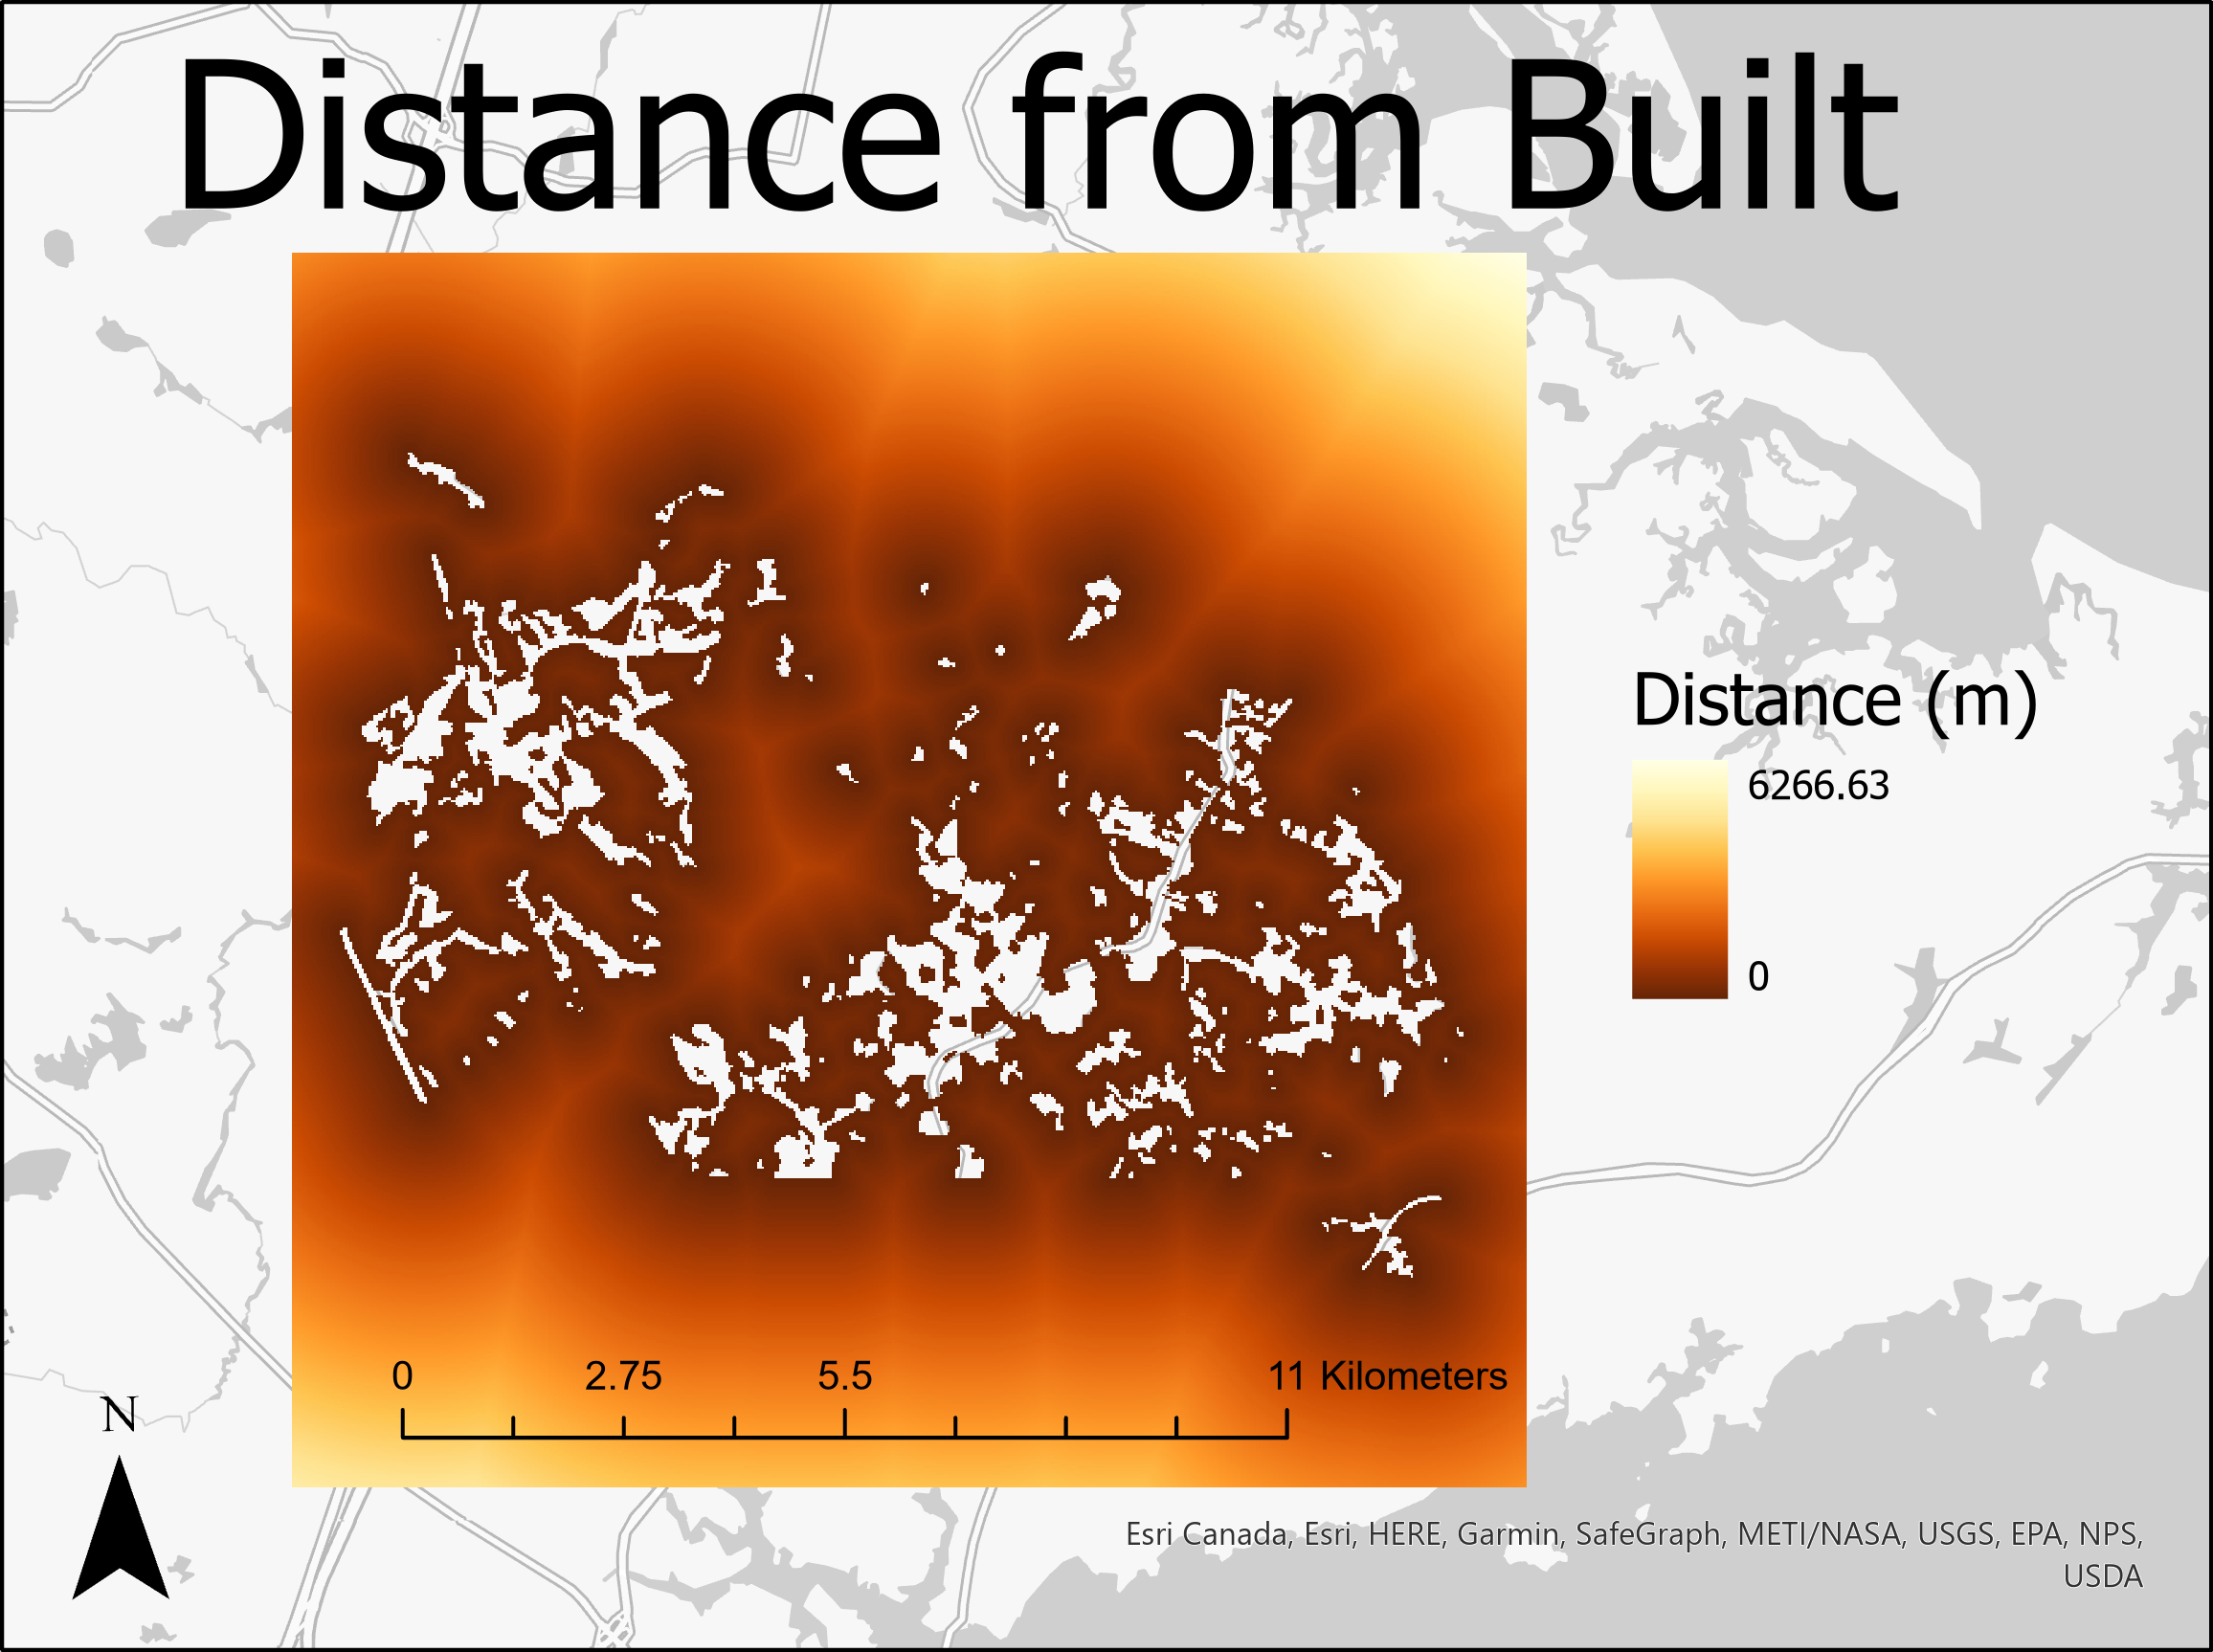 Distance from Built
Distance (m)
6266.63
0
0 2.75 5.5 11 Kilometers
N
Esri Canada, Esri, HERE, Garmin, SafeGraph, METI/NASA, USGS, EPA, NPS,
USDA